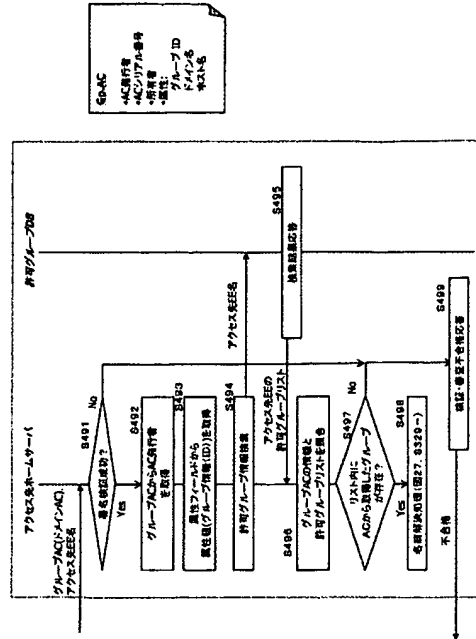 Gp-AC
•AC発行者
•ACシリアル番号
•所有者
•属性:
グループ ID
ドメイン名
ホスト名
アクセス先ホームサーバ
許可グループDB
グループAC(ドメインAC),
アクセス先EE名
S491
署名検証成功?
No
Yes
S492
グループACからAC発行者
を取得
S493
属性フィールドから
属性値(グループ情報(ID))を取得
S494
許可グループ情報検索
アクセス先EE名
S495
検索結果応答
アクセス先EEの
許可グループリスト
S496
グループACの情報と
許可グループリストを照合
S497
リスト内に
ACから取得したグループ
が存在?
No
Yes
S498
名前解決処理(図27, S329~)
S499
検証・審査不合格応答
不合格